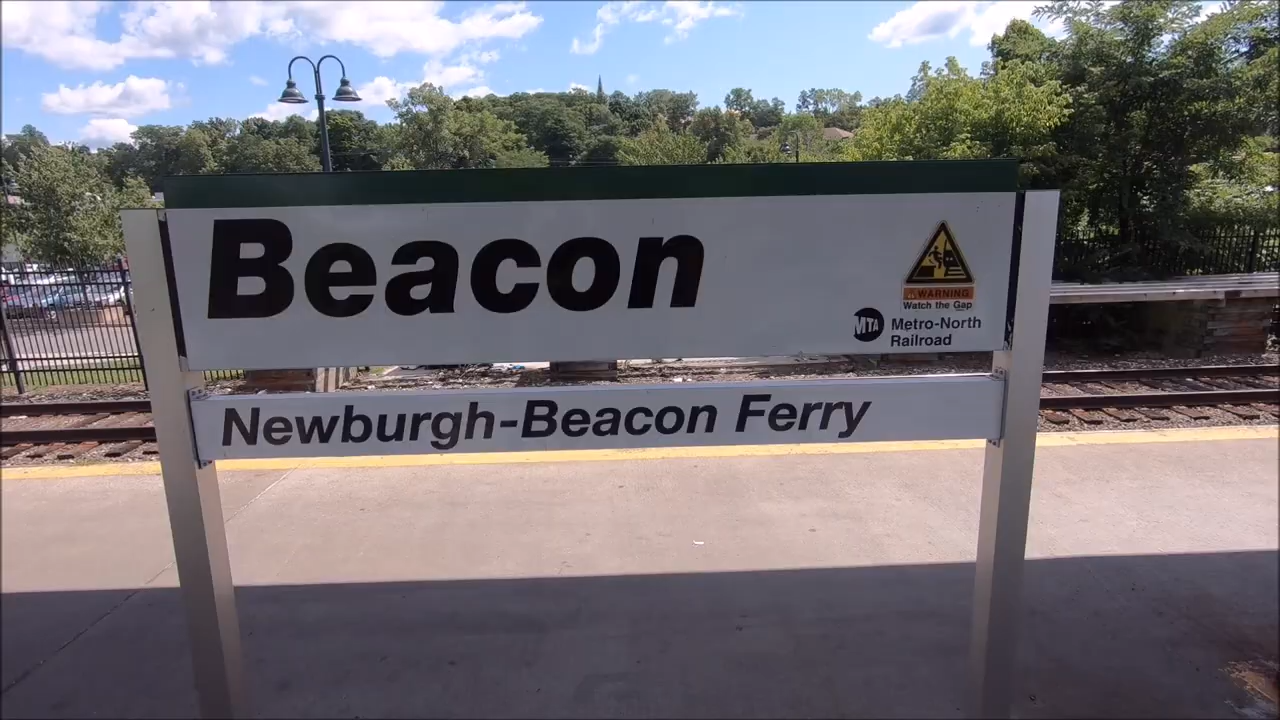 Beacon
WARNING
Watch the Gap
MTA
Metro-North
Railroad
Newburgh-Beacon Ferry